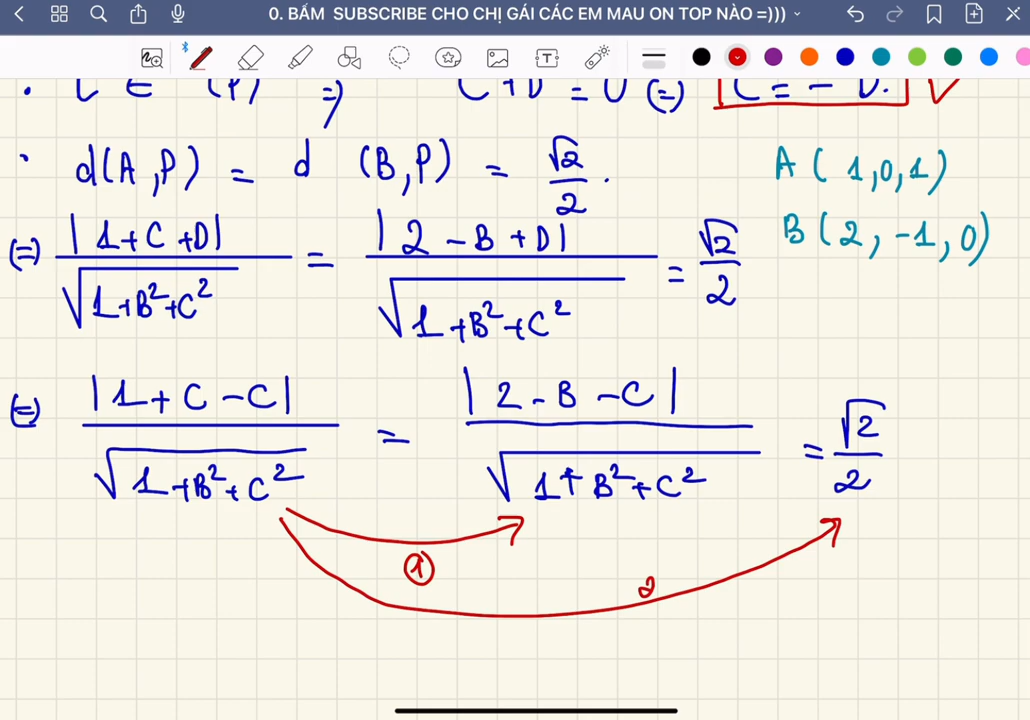 0. BẤM SUBSCRIBE CHO CHỊ GÁI CÁC EM MAU ON TOP NÀO =)))
. C ∈ (P) => C + D = 0 (=) C = - D.
. d(A,P) = d (B,P) = √2/2 .
A ( 1,0,1)
B (2, -1, 0)
(=) |1+C+D| / √(1+B²+C²) = |2 - B + D| / √(1+B²+C²) = √2/2
(=) |1+C-C| / √(1+B²+C²) = |2 - B - C| / √(1+B²+C²) = √2/2
1
2